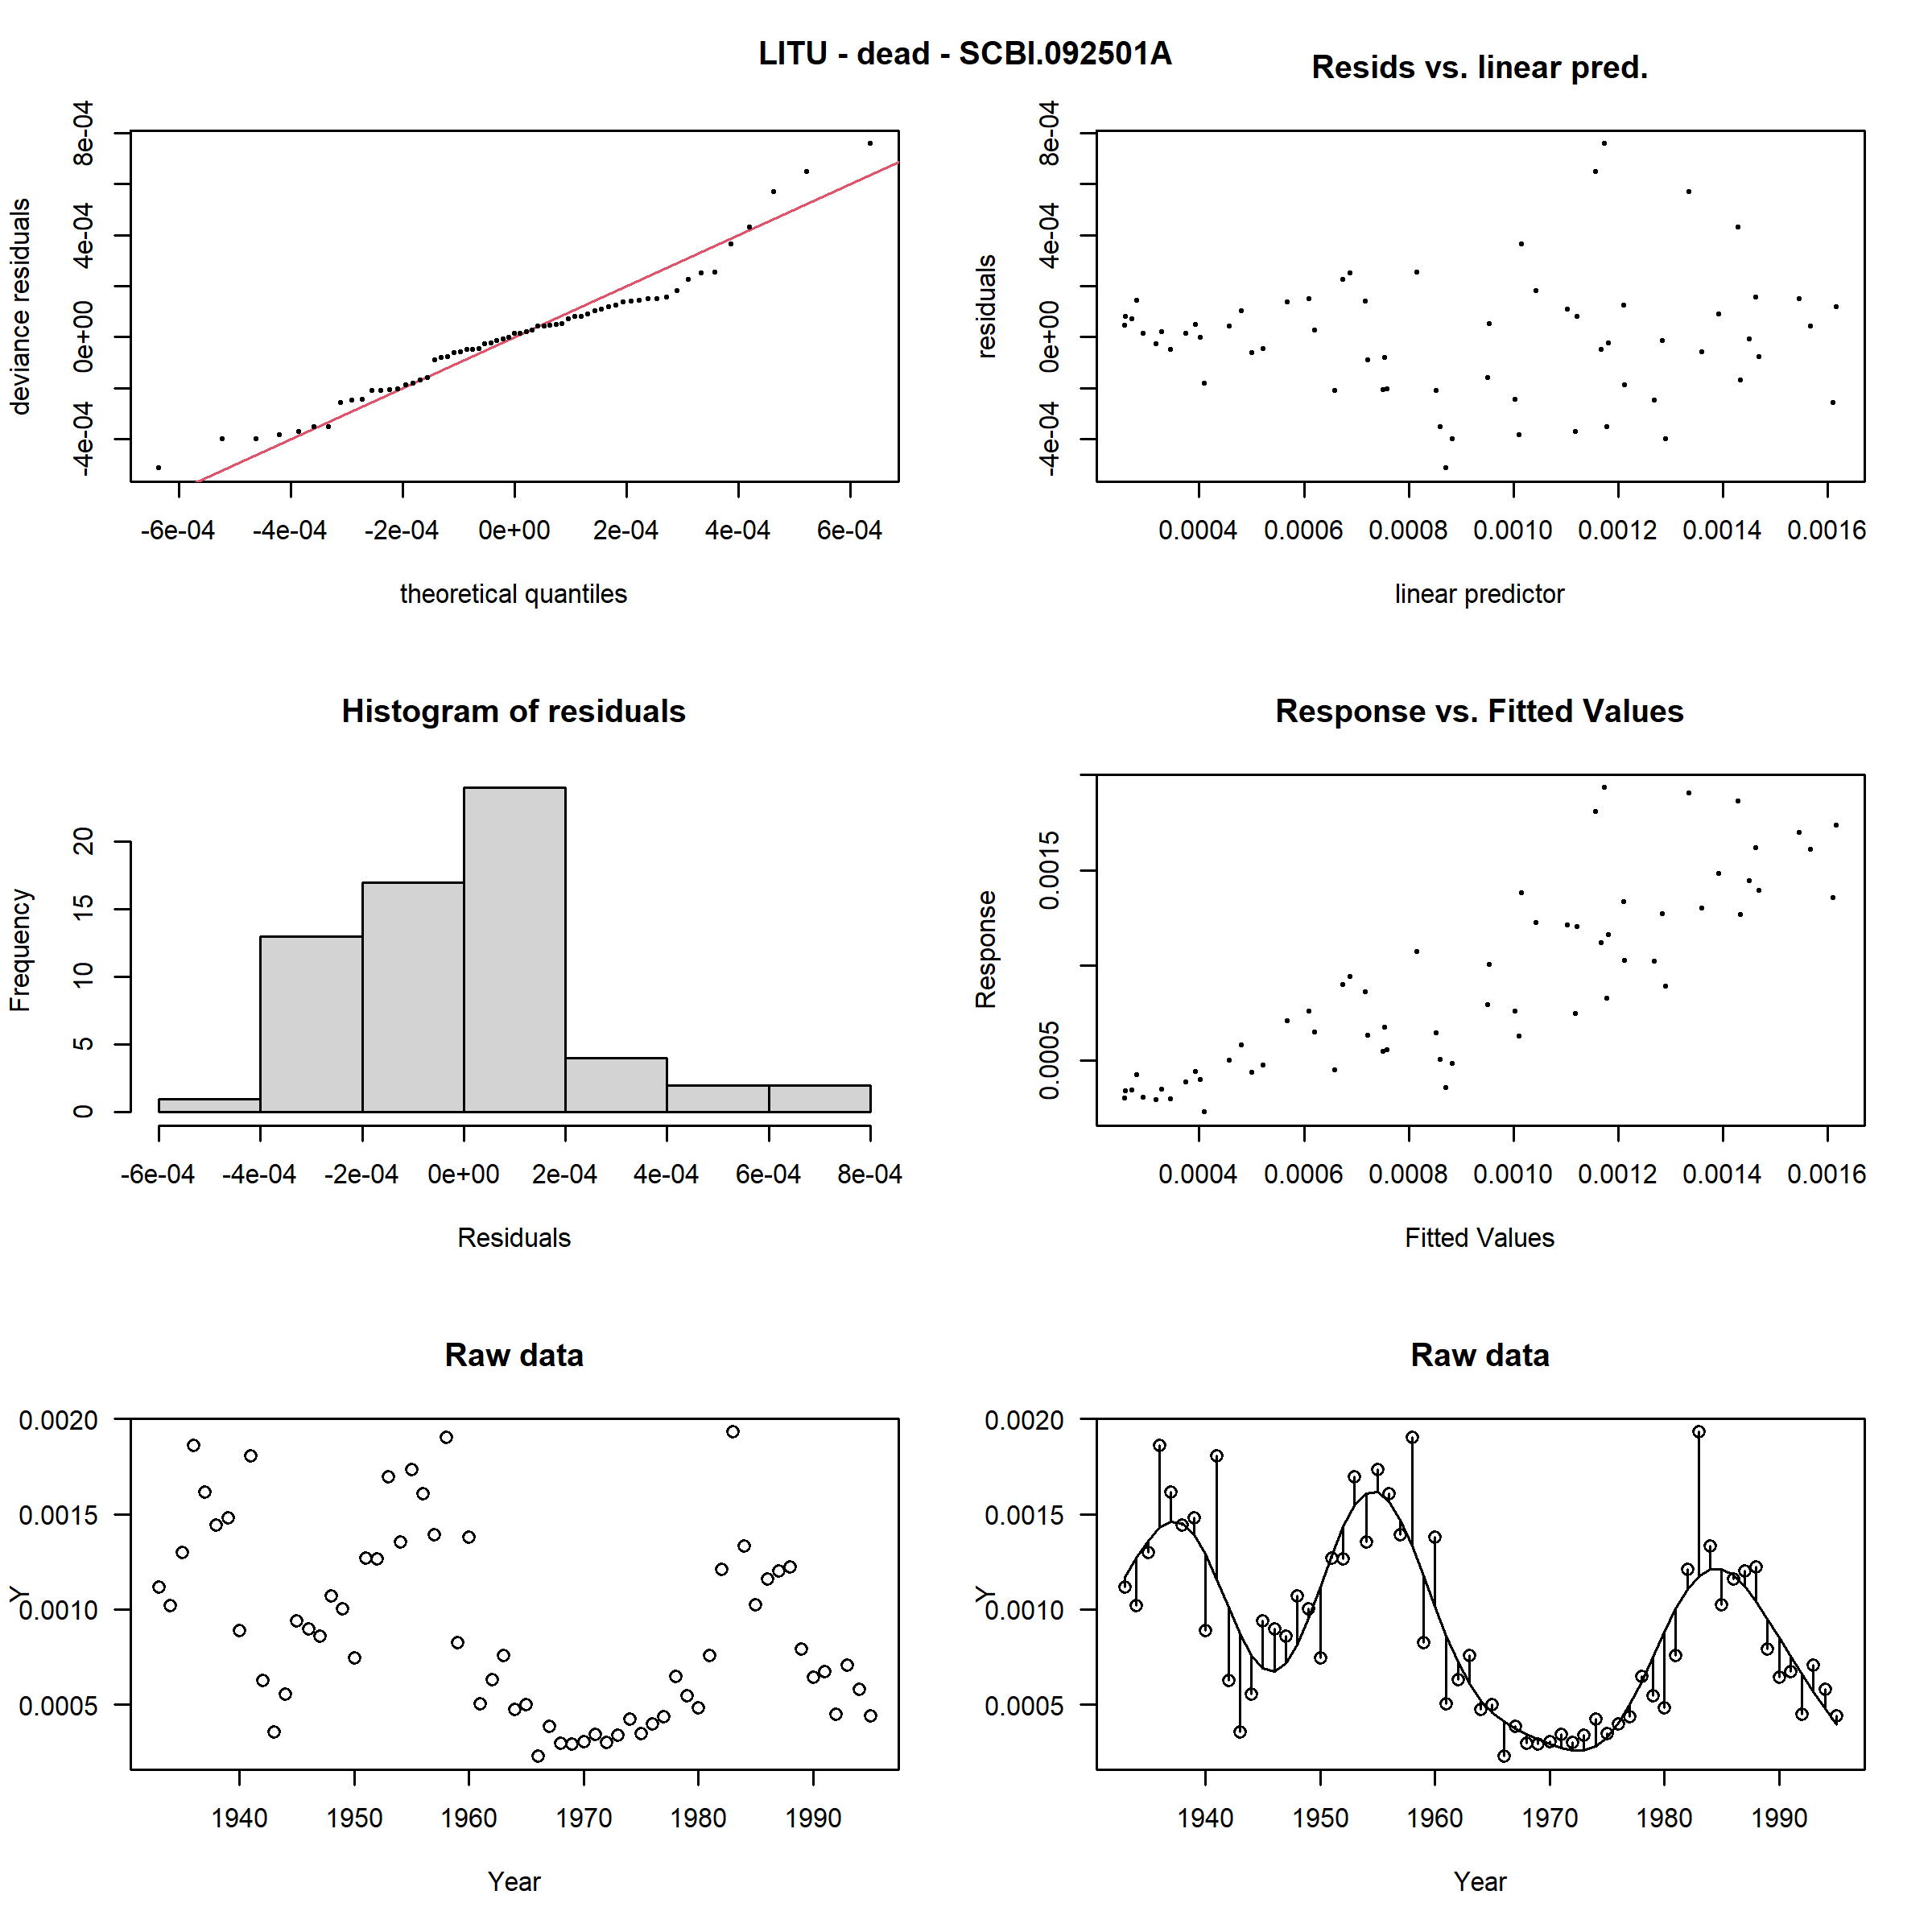 LITU - dead - SCBI.092501A
Resids vs. linear pred.
deviance residuals
8e-04
4e-04
0e+00
-4e-04
-6e-04 -4e-04 -2e-04 0e+00 2e-04 4e-04 6e-04
theoretical quantiles
residuals
8e-04
4e-04
0e+00
-4e-04
0.0004 0.0006 0.0008 0.0010 0.0012 0.0014 0.0016
linear predictor
Histogram of residuals
Frequency
20
15
10
5
0
-6e-04 -4e-04 -2e-04 0e+00 2e-04 4e-04 6e-04 8e-04
Residuals
Response vs. Fitted Values
Response
0.0015
0.0005
0.0004 0.0006 0.0008 0.0010 0.0012 0.0014 0.0016
Fitted Values
Raw data
Y
0.0020
0.0015
0.0010
0.0005
1940 1950 1960 1970 1980 1990
Year
Raw data
Y
0.0020
0.0015
0.0010
0.0005
1940 1950 1960 1970 1980 1990
Year